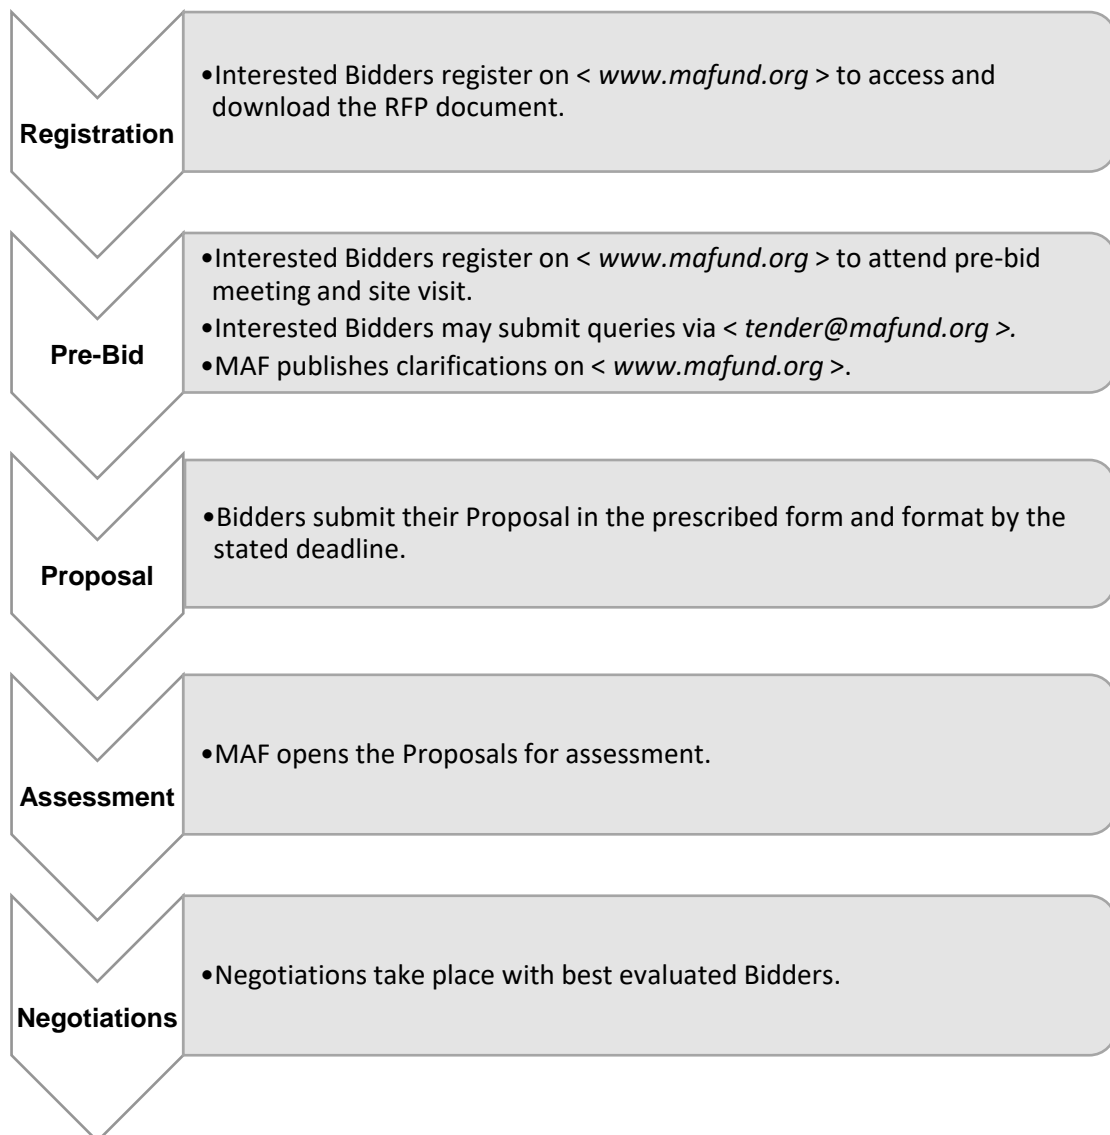 Registration
•Interested Bidders register on < www.mafund.org > to access and
download the RFP document.
Pre-Bid
•Interested Bidders register on < www.mafund.org > to attend pre-bid
meeting and site visit.
•Interested Bidders may submit queries via < tender@mafund.org >.
•MAF publishes clarifications on < www.mafund.org >.
Proposal
•Bidders submit their Proposal in the prescribed form and format by the
stated deadline.
Assessment
•MAF opens the Proposals for assessment.
Negotiations
•Negotiations take place with best evaluated Bidders.